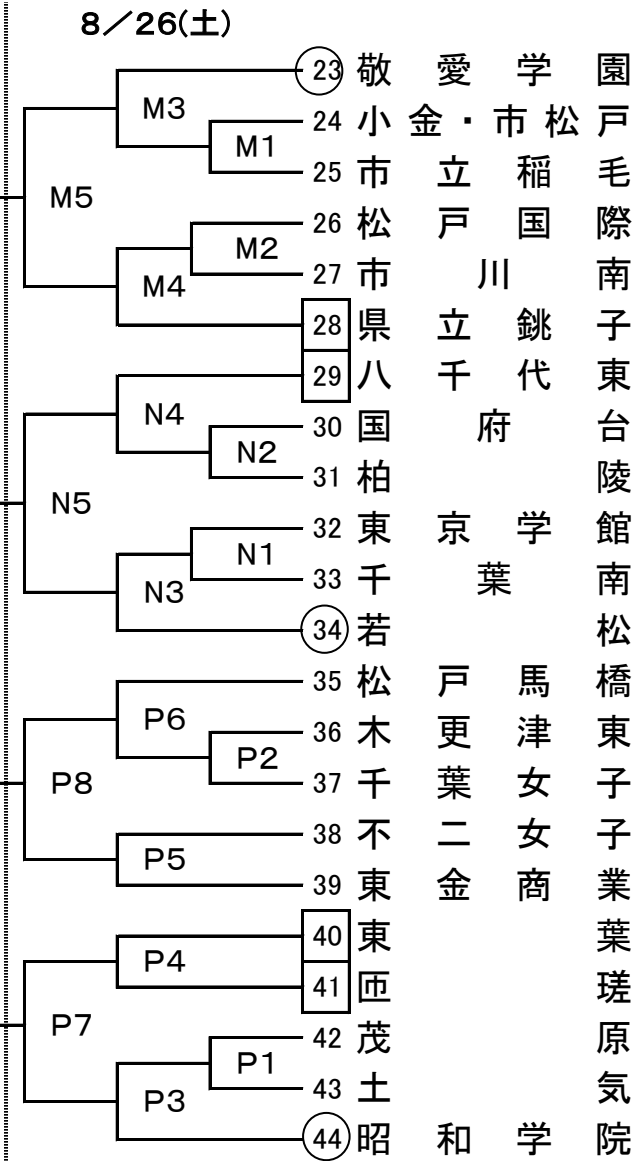 8／26(土)
23 敬愛学園
M3
24 小金・市松戸
M1
25 市立稲毛
M5
26 松戸国際
M2
27 市川南
M4
28 県立銚子
29 八千代東
N4
30 国府台
N2
31 柏陵
N5
32 東京学館
N1
33 千葉南
N3
34 若松
35 松戸馬橋
P6
36 木更津東
P2
37 千葉女子
P8
38 不二女子
P5
39 東金商業
40 東葉
P4
41 匝瑳
P7
42 茂原
P1
43 土気
P3
44 昭和学院